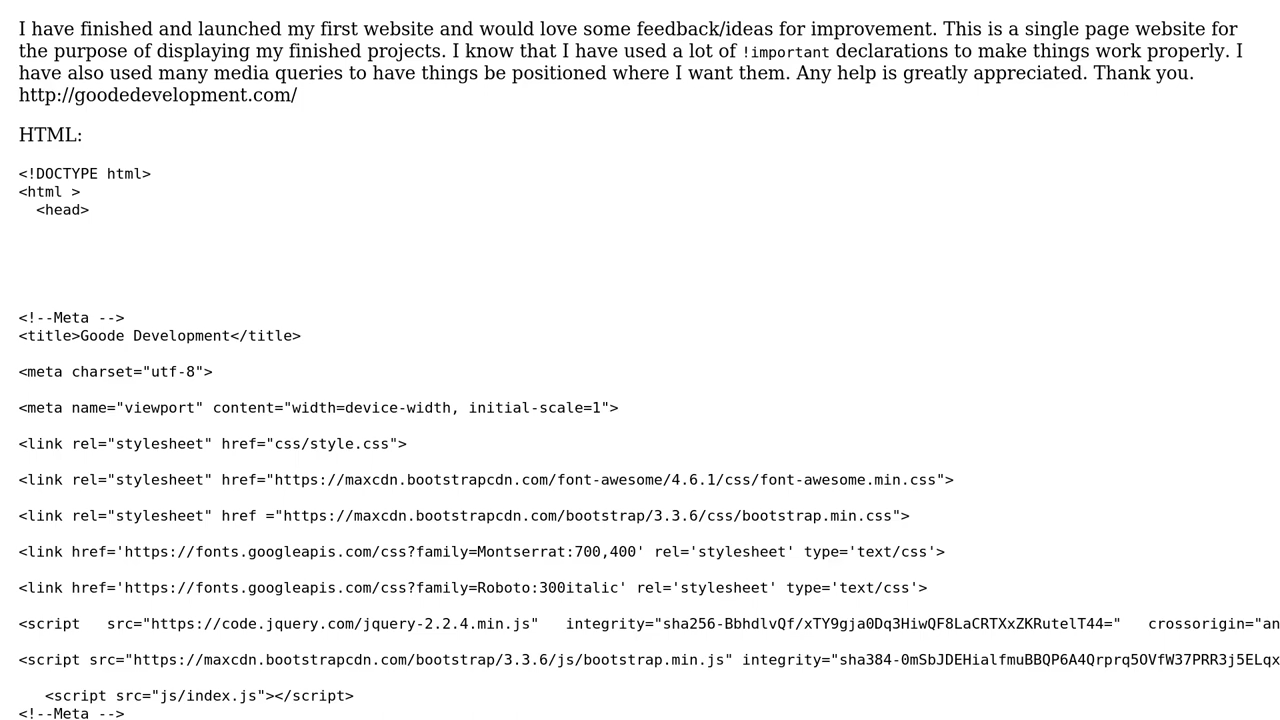 I have finished and launched my first website and would love some feedback/ideas for improvement. This is a single page website for
the purpose of displaying my finished projects. I know that I have used a lot of !important declarations to make things work properly. I
have also used many media queries to have things be positioned where I want them. Any help is greatly appreciated. Thank you.
http://goodedevelopment.com/
HTML:
<!DOCTYPE html>
<html >
<head>
<!--Meta -->
<title>Goode Development</title>
<meta charset="utf-8">
<meta name="viewport" content="width=device-width, initial-scale=1">
<link rel="stylesheet" href="css/style.css">
<link rel="stylesheet" href="https://maxcdn.bootstrapcdn.com/font-awesome/4.6.1/css/font-awesome.min.css">
<link rel="stylesheet" href ="https://maxcdn.bootstrapcdn.com/bootstrap/3.3.6/css/bootstrap.min.css">
<link href='https://fonts.googleapis.com/css?family=Montserrat:700,400' rel='stylesheet' type='text/css'>
<link href='https://fonts.googleapis.com/css?family=Roboto:300italic' rel='stylesheet' type='text/css'>
<script   src="https://code.jquery.com/jquery-2.2.4.min.js"   integrity="sha256-BbhdlvQf/xTY9gja0Dq3HiwQF8LaCRTXxZKRutelT44="   crossorigin="an
<script src="https://maxcdn.bootstrapcdn.com/bootstrap/3.3.6/js/bootstrap.min.js" integrity="sha384-0mSbJDEHialfmuBBQP6A4Qrprq5OVfW37PRR3j5ELqx
<script src="js/index.js"></script>
<!--Meta -->